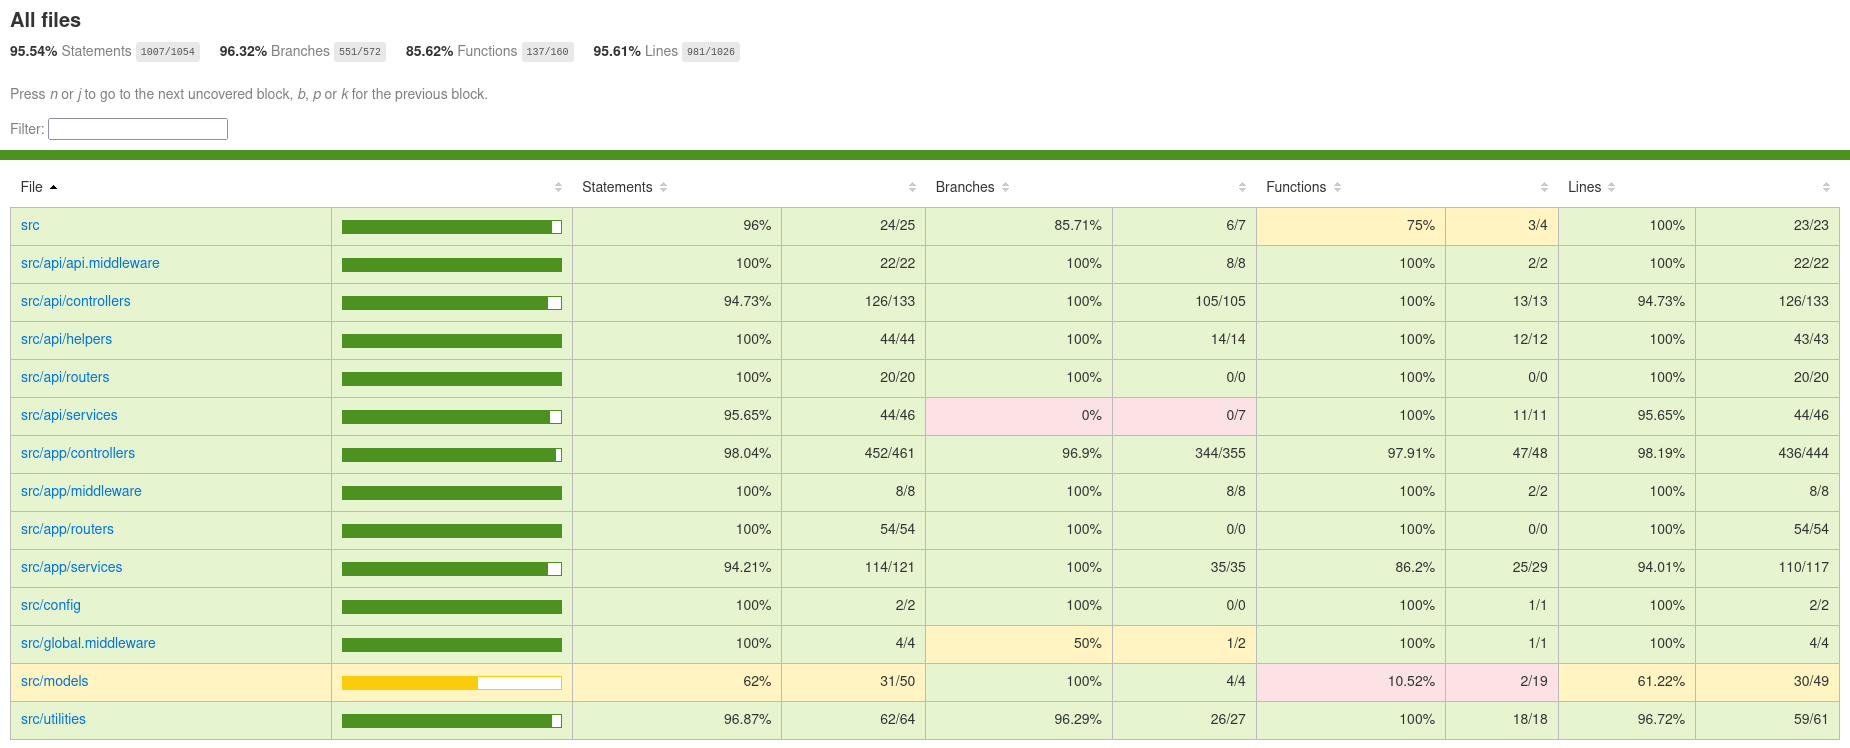 All files
95.54% Statements 1007/1054 96.32% Branches 551/572 85.62% Functions 137/160 95.61% Lines 981/1026
Press n or j to go to the next uncovered block, b, p or k for the previous block.
Filter:
File Statements Branches Functions Lines
src 96% 24/25 85.71% 6/7 75% 3/4 100% 23/23
src/api/api.middleware 100% 22/22 100% 8/8 100% 2/2 100% 22/22
src/api/controllers 94.73% 126/133 100% 105/105 100% 13/13 94.73% 126/133
src/api/helpers 100% 44/44 100% 14/14 100% 12/12 100% 43/43
src/api/routers 100% 20/20 100% 0/0 100% 0/0 100% 20/20
src/api/services 95.65% 44/46 0% 0/7 100% 11/11 95.65% 44/46
src/app/controllers 98.04% 452/461 96.9% 344/355 97.91% 47/48 98.19% 436/444
src/app/middleware 100% 8/8 100% 8/8 100% 2/2 100% 8/8
src/app/routers 100% 54/54 100% 0/0 100% 0/0 100% 54/54
src/app/services 94.21% 114/121 100% 35/35 86.2% 25/29 94.01% 110/117
src/config 100% 2/2 100% 0/0 100% 1/1 100% 2/2
src/global.middleware 100% 4/4 50% 1/2 100% 1/1 100% 4/4
src/models 62% 31/50 100% 4/4 10.52% 2/19 61.22% 30/49
src/utilities 96.87% 62/64 96.29% 26/27 100% 18/18 96.72% 59/61